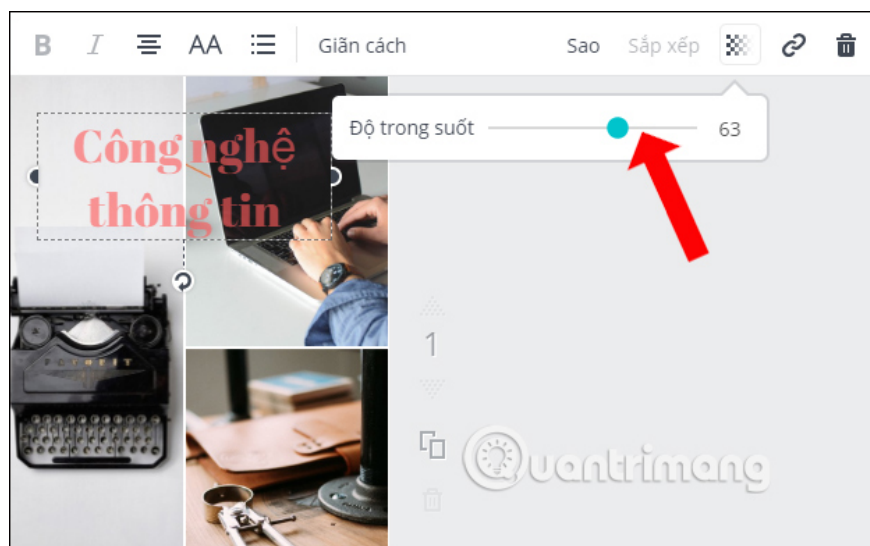 B I AA Giãn cách Sao Sắp xếp
Độ trong suốt 63
Công nghệ
thông tin
1
Quantrimang